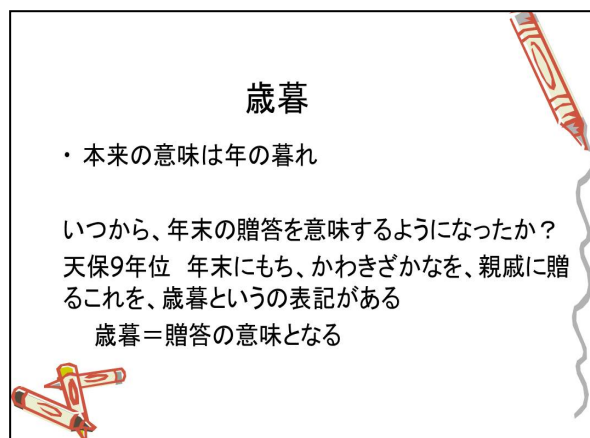 歳暮
・ 本来の意味は年の暮れ
いつから、年末の贈答を意味するようになったか？
天保9年位　年末にもち、かわきざかなを、親戚に贈
るこれを、歳暮というの表記がある
歳暮＝贈答の意味となる